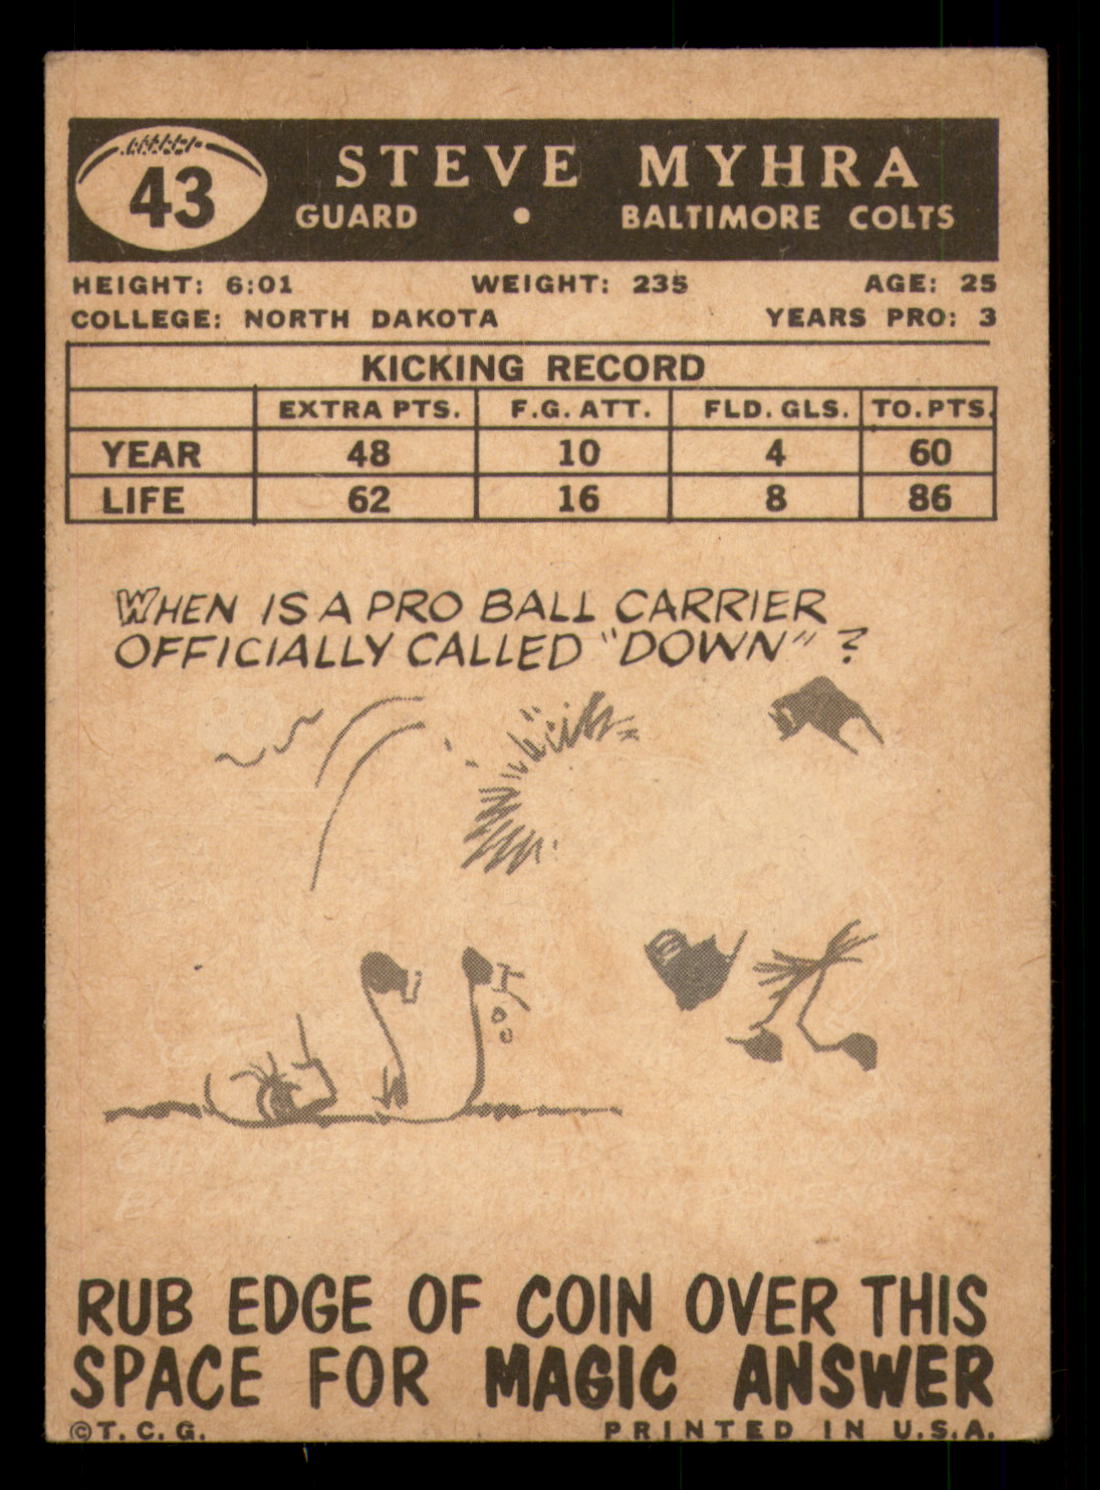 43
STEVE MYHRA
GUARD • BALTIMORE COLTS
HEIGHT: 6:01 WEIGHT: 235 AGE: 25
COLLEGE: NORTH DAKOTA YEARS PRO: 3
KICKING RECORD
EXTRA PTS. F.G. ATT. FLD. GLS. TO. PTS.
YEAR 48 10 4 60
LIFE 62 16 8 86
WHEN IS A PRO BALL CARRIER
OFFICIALLY CALLED "DOWN"?
RUB EDGE OF COIN OVER THIS
SPACE FOR MAGIC ANSWER
©T.C.G. PRINTED IN U.S.A.